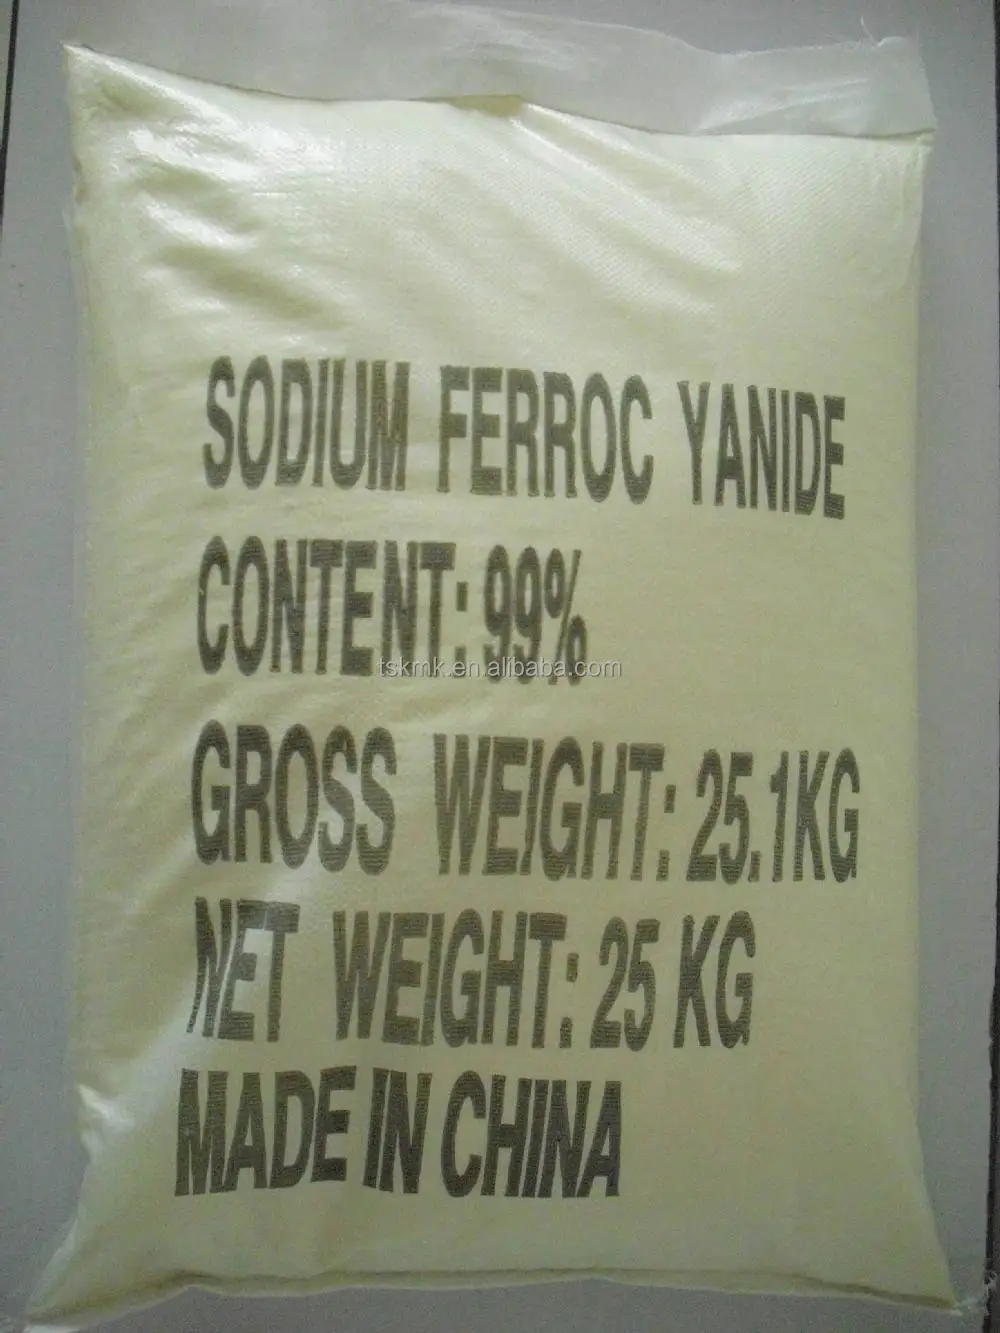 SODIUM FERROC YANIDE
CONTENT: 99%
tskmk.en.alibaba.com
GROSS WEIGHT: 25.1KG
NET WEIGHT: 25 KG
MADE IN CHINA